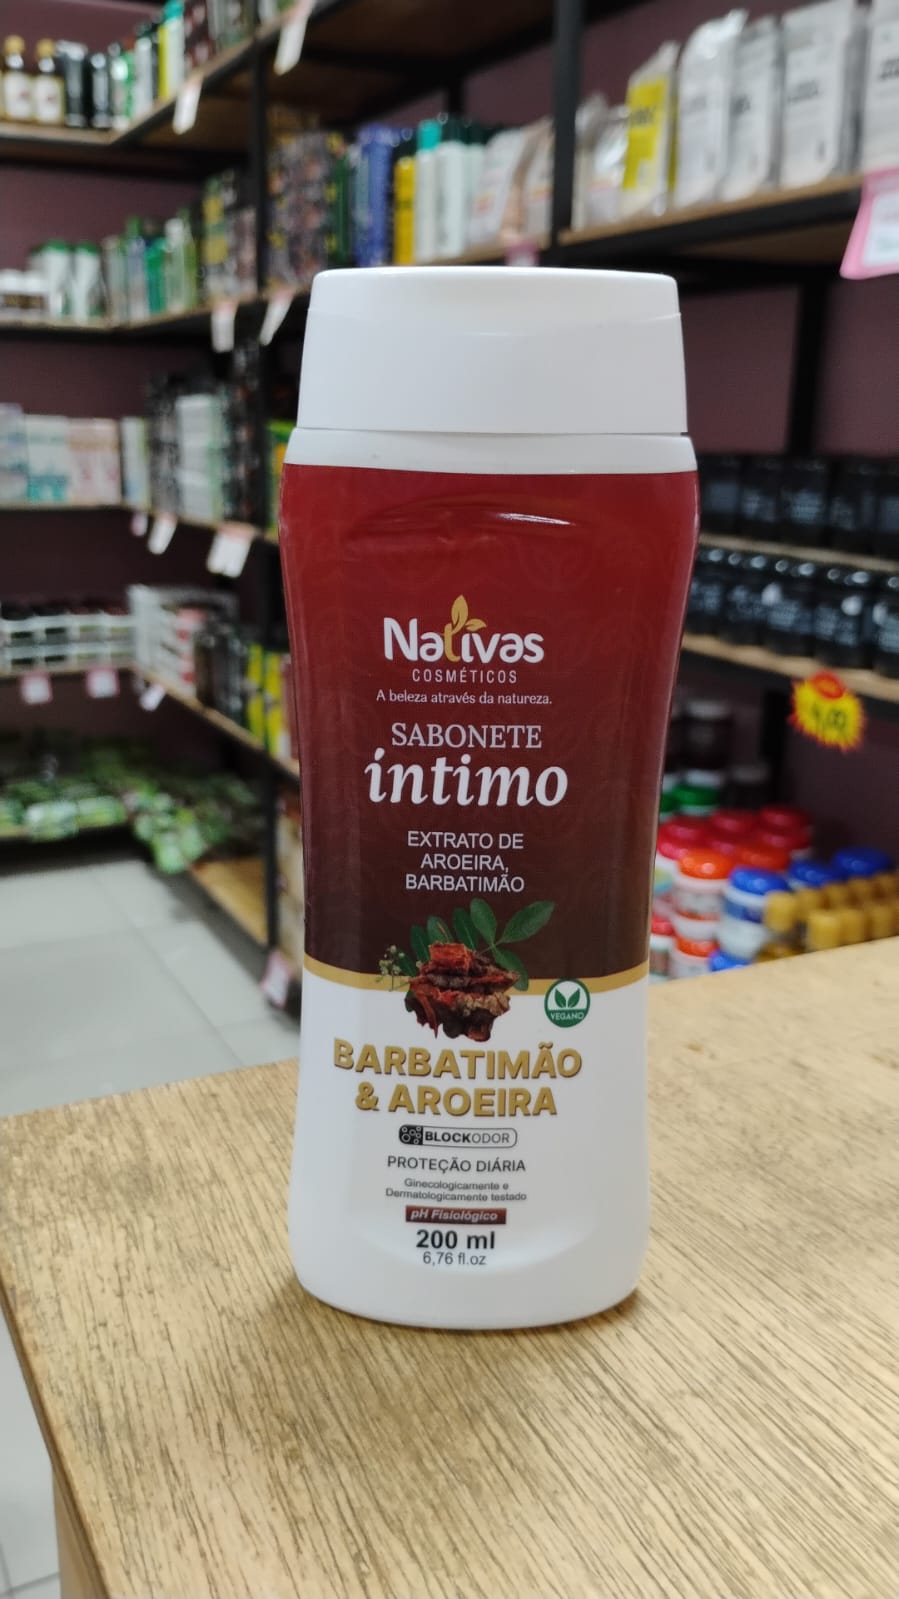 Nativas
COSMÉTICOS
A beleza através da natureza.
SABONETE
íntimo
EXTRATO DE
AROEIRA,
BARBATIMÃO
VEGANO
BARBATIMÃO
& AROEIRA
BLOCKODOR
PROTEÇÃO DIÁRIA
Ginecologicamente e
Dermatologicamente testado
pH Fisiológico
200 ml
6,76 fl.oz